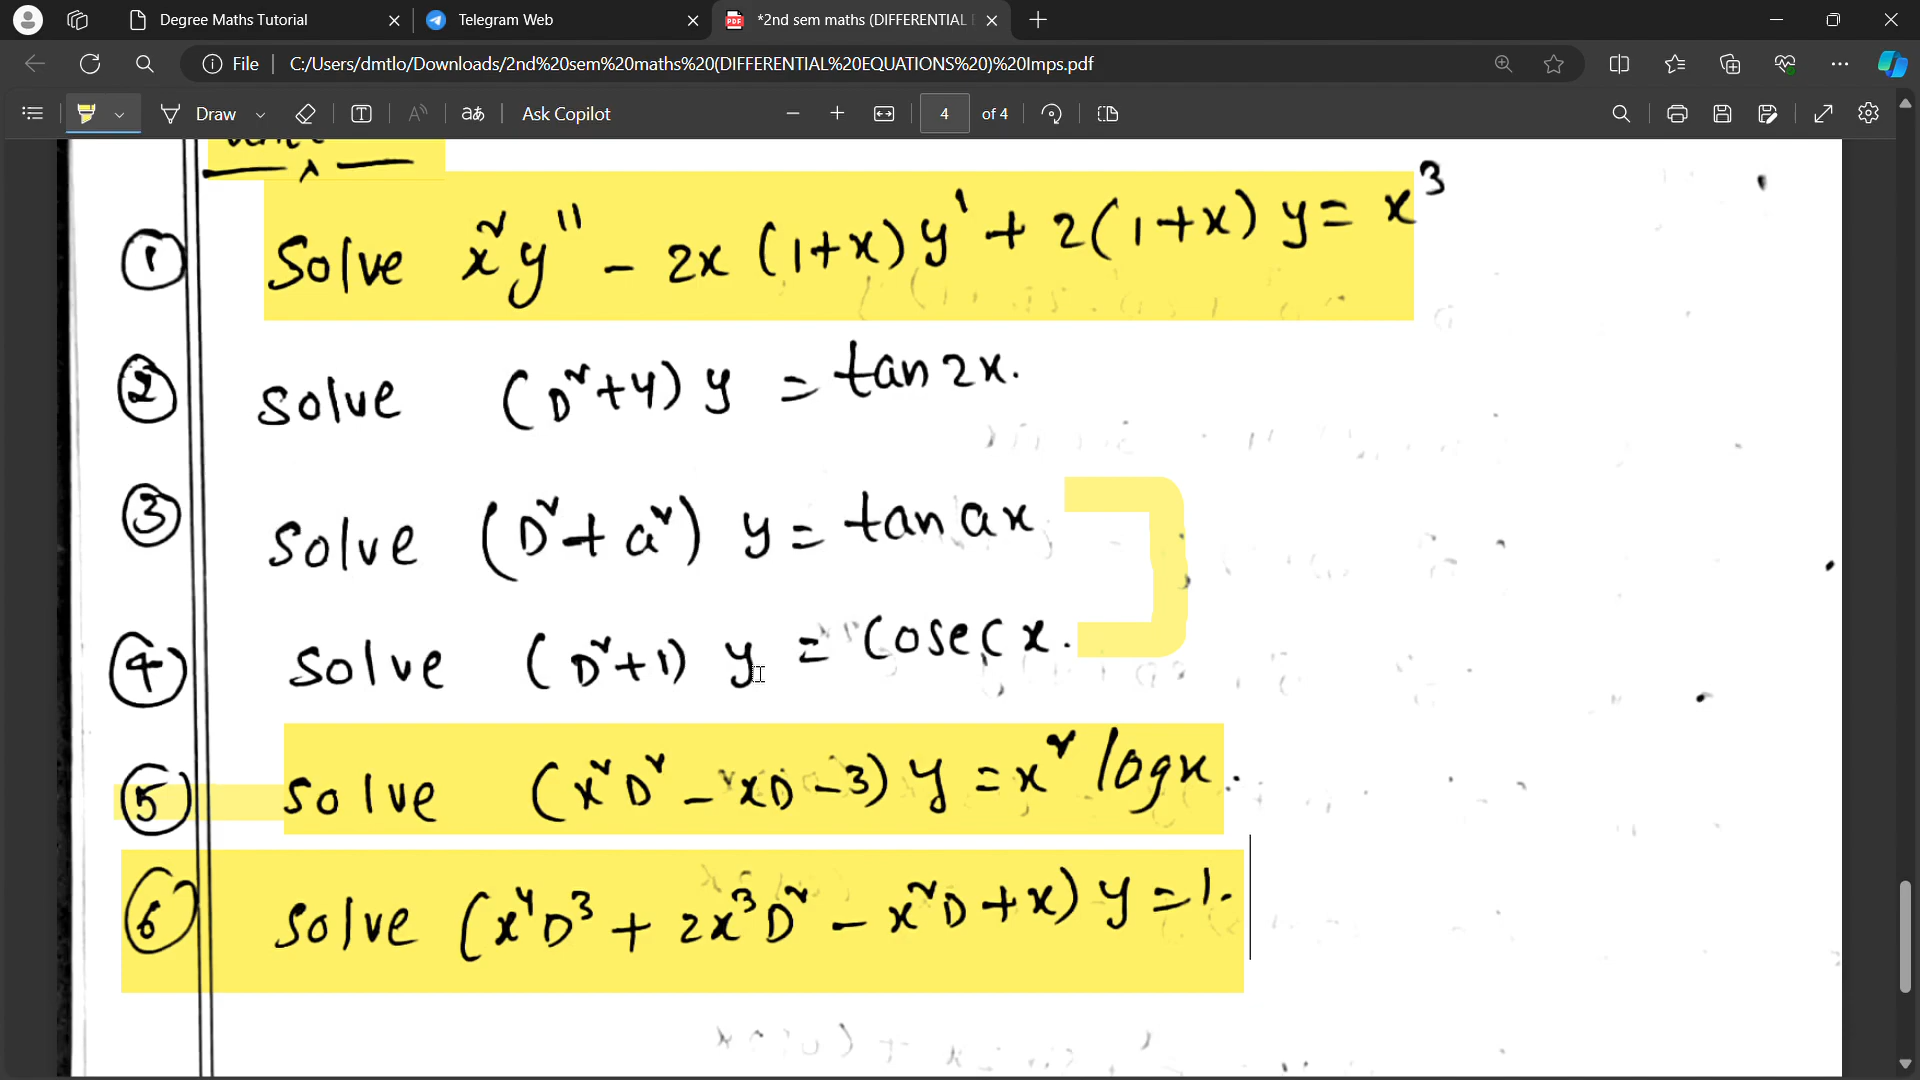 Degree Maths Tutorial
Telegram Web
*2nd sem maths (DIFFERENTIAL
File C:/Users/dmtlo/Downloads/2nd%20sem%20maths%20(DIFFERENTIAL%20EQUATIONS%20)%20Imps.pdf
Draw Ask Copilot 4 of 4
① Solve x²y'' - 2x (1+x) y' + 2(1+x) y = x³
② Solve (D²+4) y = tan 2x.
③ Solve (D²+a²) y = tan ax
④ Solve (D²+1) y = Cosec x.
⑤ Solve (x²D² - xD - 3) y = x² logx.
⑥ Solve (x⁴D³ + 2x³D² - x²D + x) y = 1.